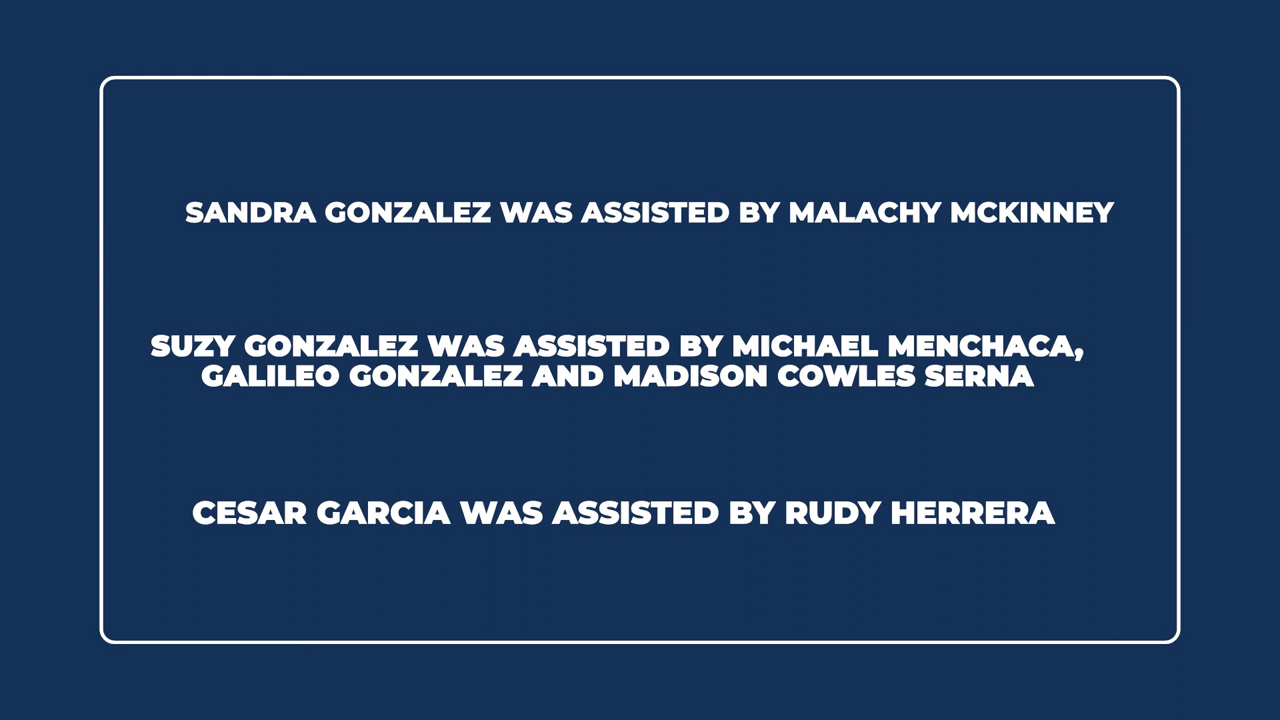 SANDRA GONZALEZ WAS ASSISTED BY MALACHY MCKINNEY
SUZY GONZALEZ WAS ASSISTED BY MICHAEL MENCHACA,
GALILEO GONZALEZ AND MADISON COWLES SERNA
CESAR GARCIA WAS ASSISTED BY RUDY HERRERA